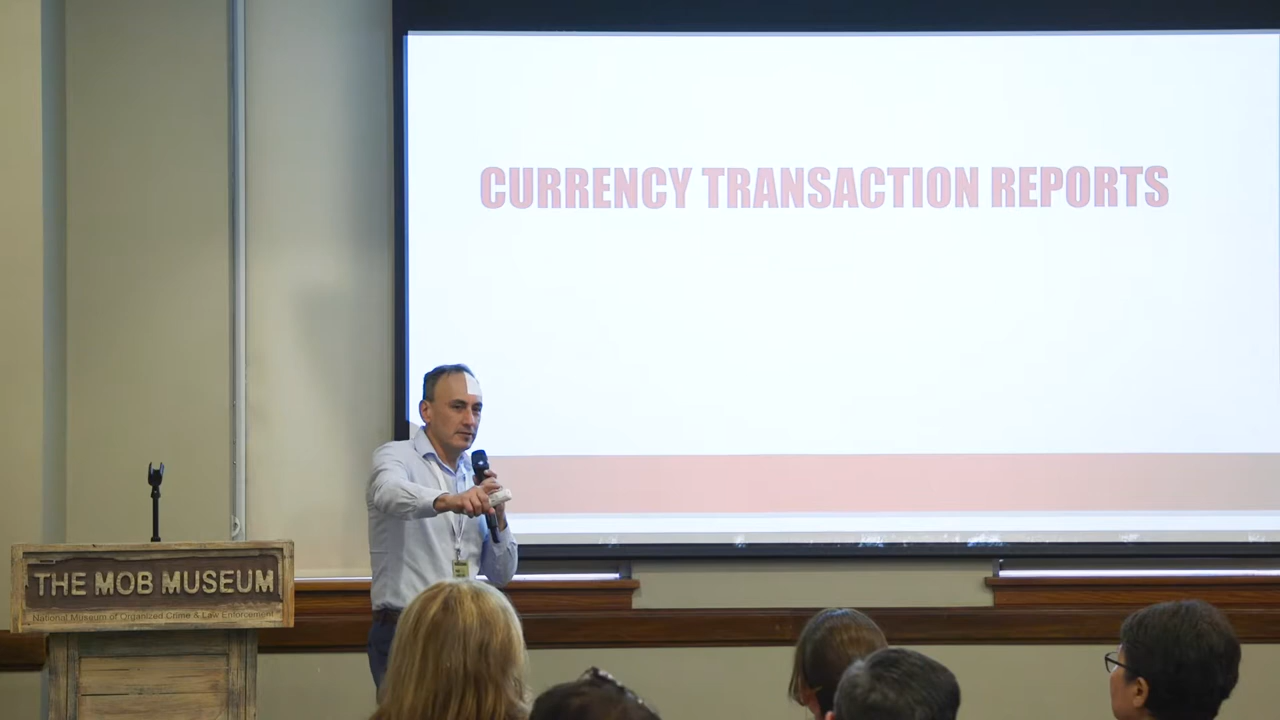 CURRENCY TRANSACTION REPORTS
THE MOB MUSEUM
National Museum of Organized Crime & Law Enforcement